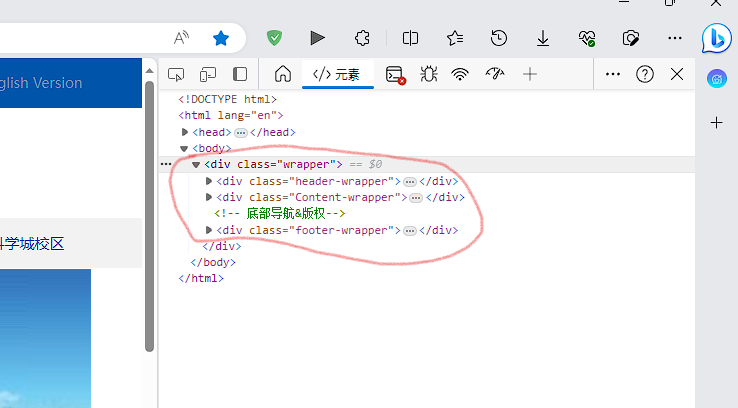 glish Version
元素
<!DOCTYPE html>
<html lang="en">
<head>…</head>
<body>
<div class="wrapper"> == $0
<div class="header-wrapper">…</div>
<div class="Content-wrapper">…</div>
<!-- 底部导航&版权-->
<div class="footer-wrapper">…</div>
</div>
</body>
</html>
科学城校区